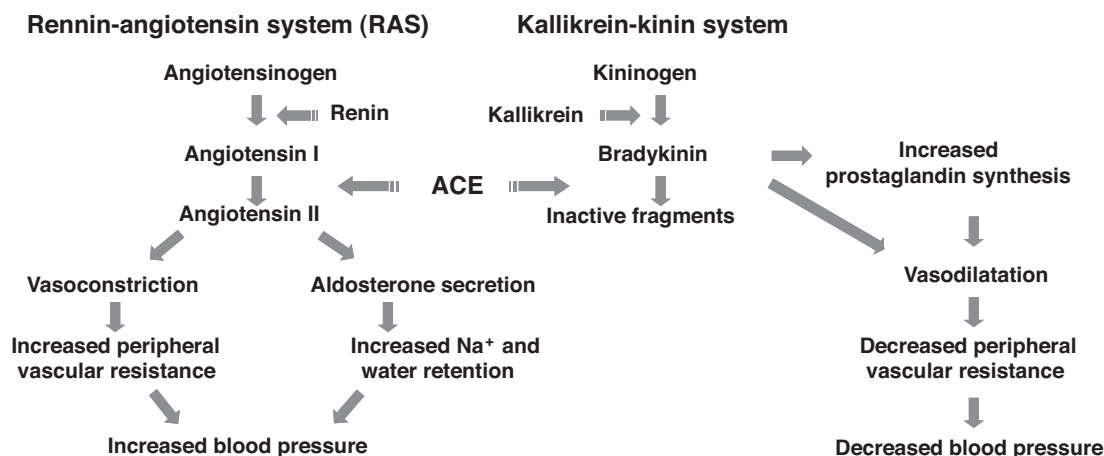 Rennin-angiotensin system (RAS)
Kallikrein-kinin system
Angiotensinogen
Kininogen
Renin
Kallikrein
Angiotensin I
Bradykinin
Increased
prostaglandin synthesis
ACE
Angiotensin II
Inactive fragments
Vasoconstriction
Aldosterone secretion
Vasodilatation
Increased peripheral
vascular resistance
Increased Na⁺ and
water retention
Decreased peripheral
vascular resistance
Increased blood pressure
Decreased blood pressure